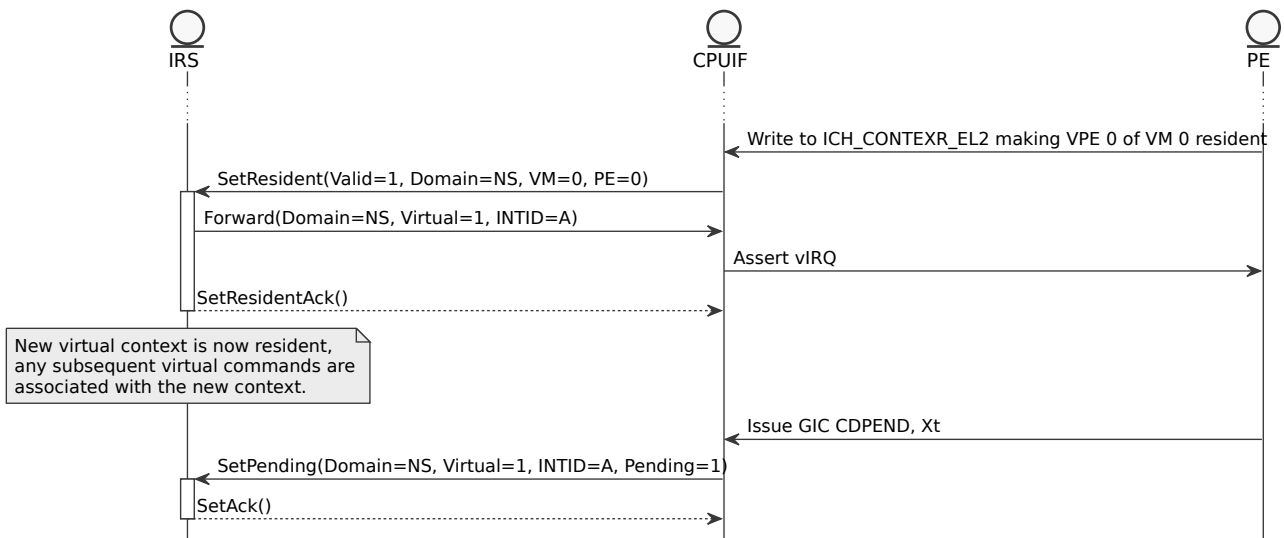 IRS
CPUIF
PE
Write to ICH_CONTEXR_EL2 making VPE 0 of VM 0 resident
SetResident(Valid=1, Domain=NS, VM=0, PE=0)
Forward(Domain=NS, Virtual=1, INTID=A)
Assert vIRQ
SetResidentAck()
New virtual context is now resident,
any subsequent virtual commands are
associated with the new context.
Issue GIC CDPEND, Xt
SetPending(Domain=NS, Virtual=1, INTID=A, Pending=1)
SetAck()